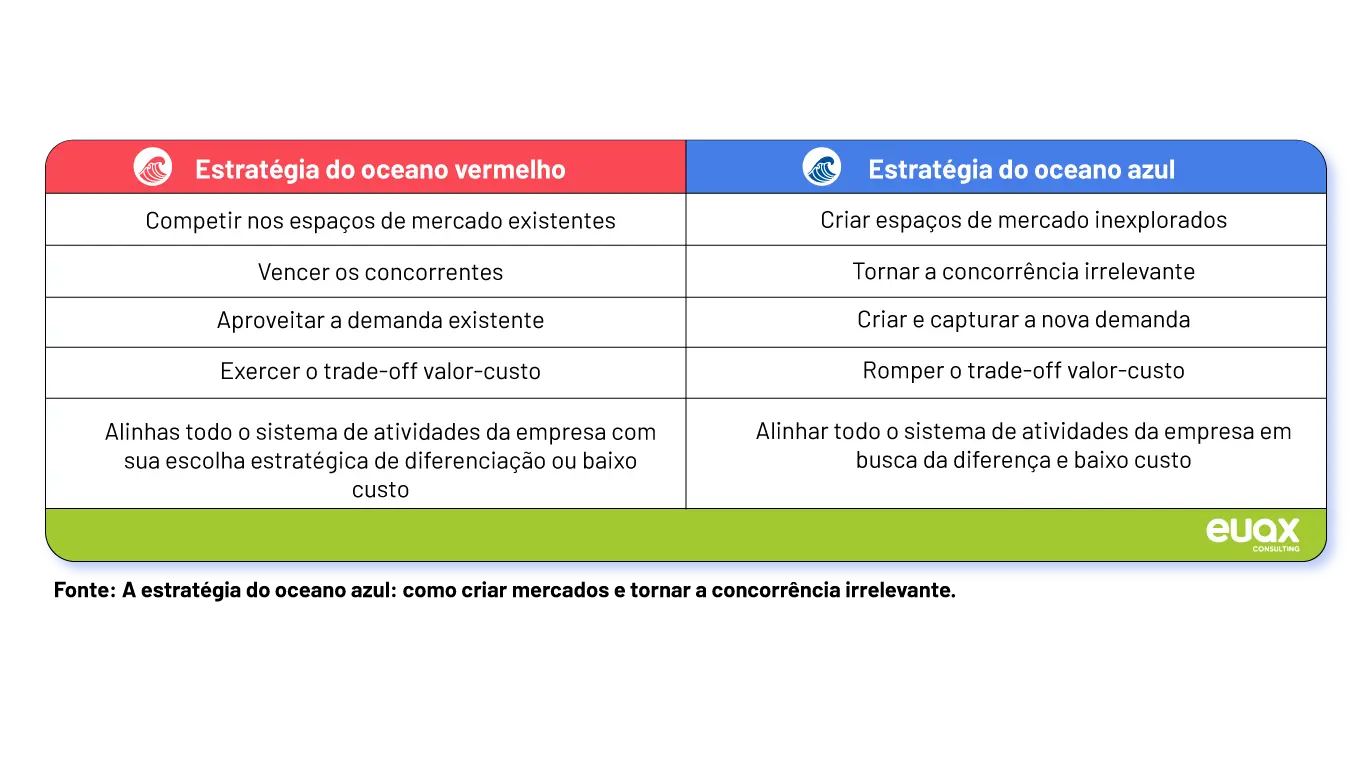 Estratégia do oceano vermelho
Estratégia do oceano azul
Competir nos espaços de mercado existentes
Criar espaços de mercado inexplorados
Vencer os concorrentes
Tornar a concorrência irrelevante
Aproveitar a demanda existente
Criar e capturar a nova demanda
Exercer o trade-off valor-custo
Romper o trade-off valor-custo
Alinhas todo o sistema de atividades da empresa com
sua escolha estratégica de diferenciação ou baixo
custo
Alinhar todo o sistema de atividades da empresa em
busca da diferença e baixo custo
euax
CONSULTING
Fonte: A estratégia do oceano azul: como criar mercados e tornar a concorrência irrelevante.